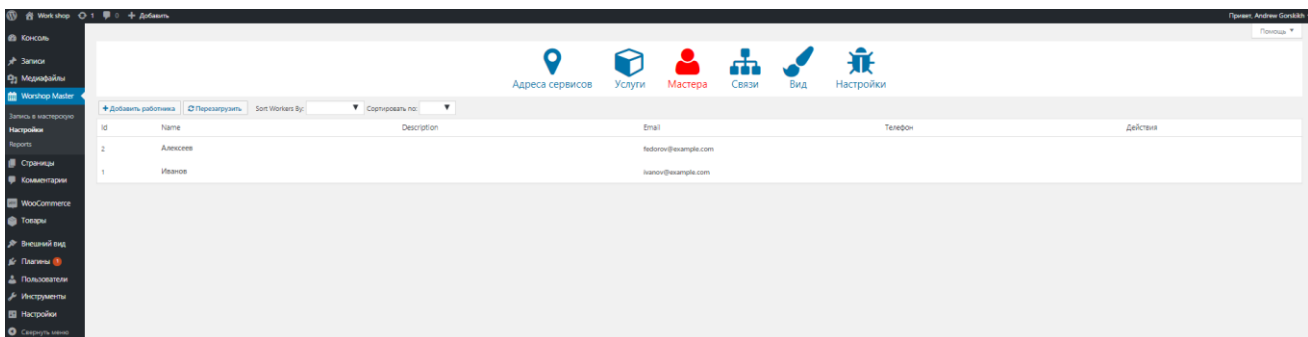 Work shop 1 0 + Добавить Привет, Andrew Gorskikh
Помощь ▼
Консоль
Записи
Медиафайлы
Worshop Master
Запись в мастерскую
Настройки
Reports
Страницы
Комментарии
WooCommerce
Товары
Внешний вид
Плагины 1
Пользователи
Инструменты
Настройки
Свернуть меню
Адреса сервисов Услуги Мастера Связи Вид Настройки
+ Добавить работника Перезагрузить Sort Workers By: ▼ Сортировать по: ▼
Id Name Description Email Телефон Действия
2 Алексеев fedorov@example.com
1 Иванов ivanov@example.com